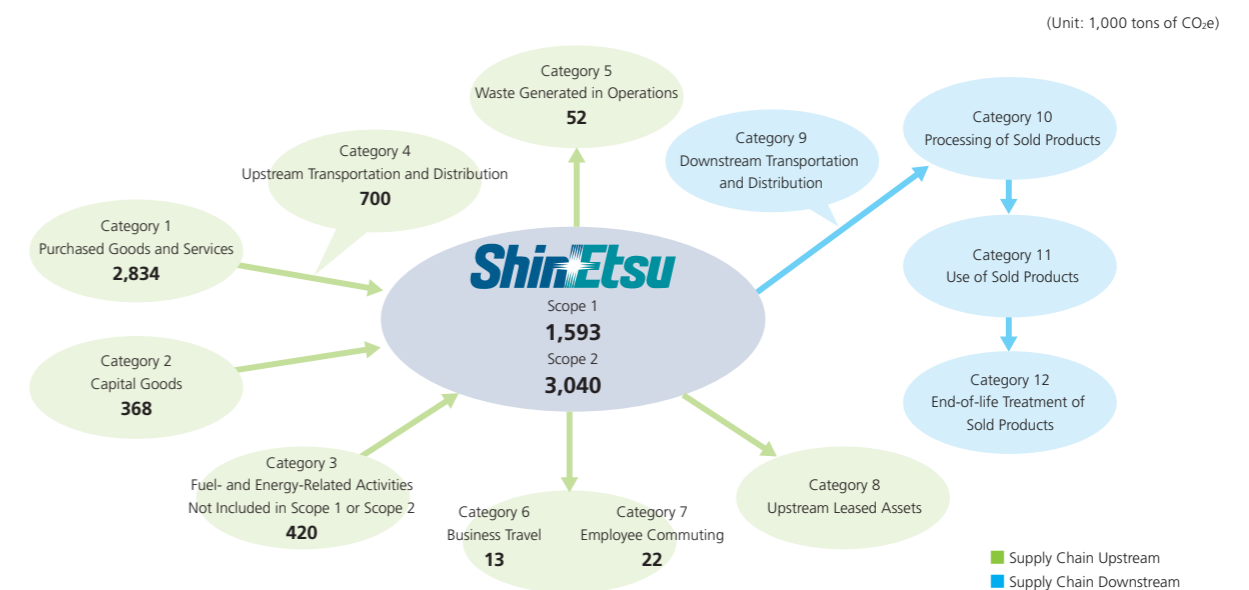 (Unit: 1,000 tons of CO₂e)
Category 5
Waste Generated in Operations
52
Category 4
Upstream Transportation and Distribution
700
Category 9
Downstream Transportation
and Distribution
Category 10
Processing of Sold Products
Category 1
Purchased Goods and Services
2,834
ShinEtsu
Scope 1
1,593
Scope 2
3,040
Category 11
Use of Sold Products
Category 2
Capital Goods
368
Category 12
End-of-life Treatment of
Sold Products
Category 3
Fuel- and Energy-Related Activities
Not Included in Scope 1 or Scope 2
420
Category 6
Business Travel
13
Category 7
Employee Commuting
22
Category 8
Upstream Leased Assets
Supply Chain Upstream
Supply Chain Downstream